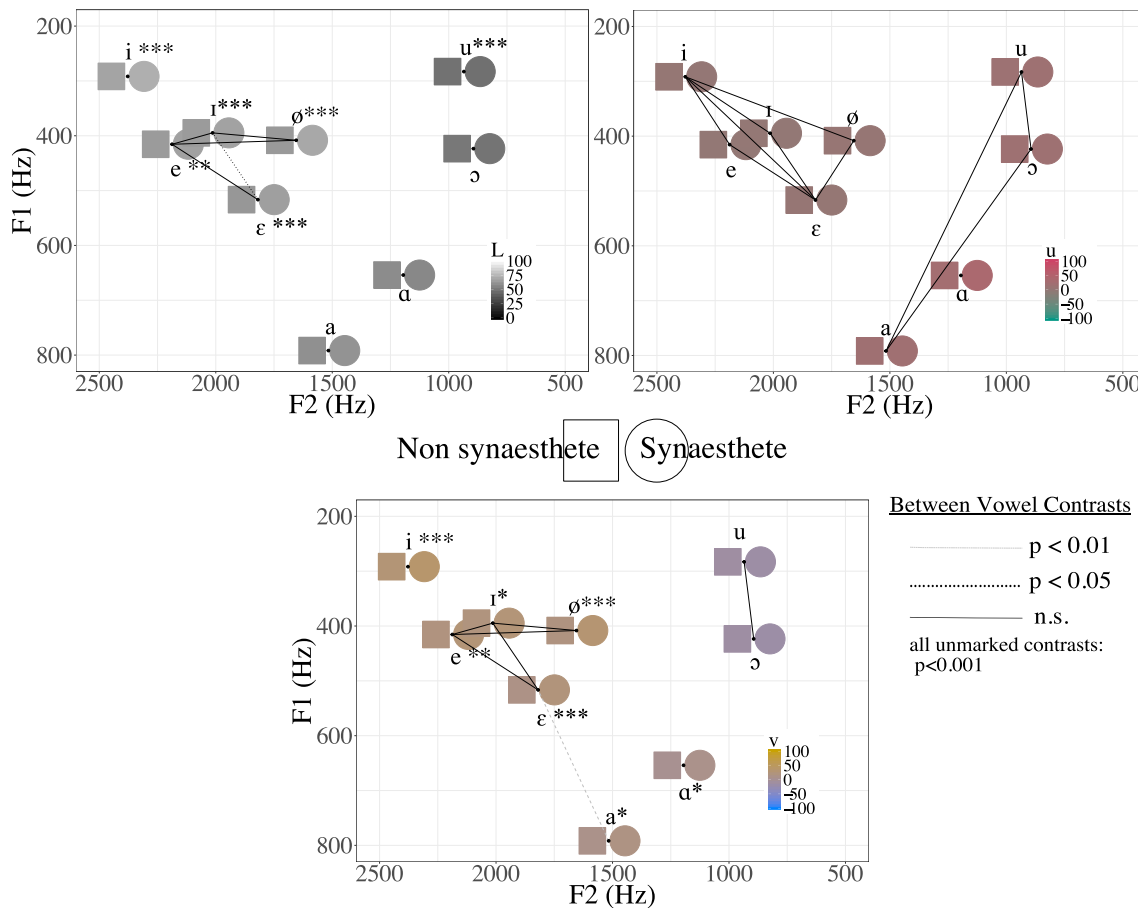 200
400
600
800
F1 (Hz)
i ***
ɪ***
ø***
e **
ɛ ***
u***
ɔ
ɑ
a
L
100
75
50
25
0
2500
2000
1500
1000
500
F2 (Hz)
200
400
600
800
i
ɪ
ø
e
ɛ
u
ɔ
ɑ
a
u
100
50
0
−50
−100
2500
2000
1500
1000
500
F2 (Hz)
Non synaesthete
Synaesthete
200
400
600
800
F1 (Hz)
i ***
ɪ*
ø***
e **
ɛ ***
u
ɔ
ɑ*
a*
v
100
50
0
−50
−100
2500
2000
1500
1000
500
F2 (Hz)
Between Vowel Contrasts
p < 0.01
p < 0.05
n.s.
all unmarked contrasts:
p<0.001